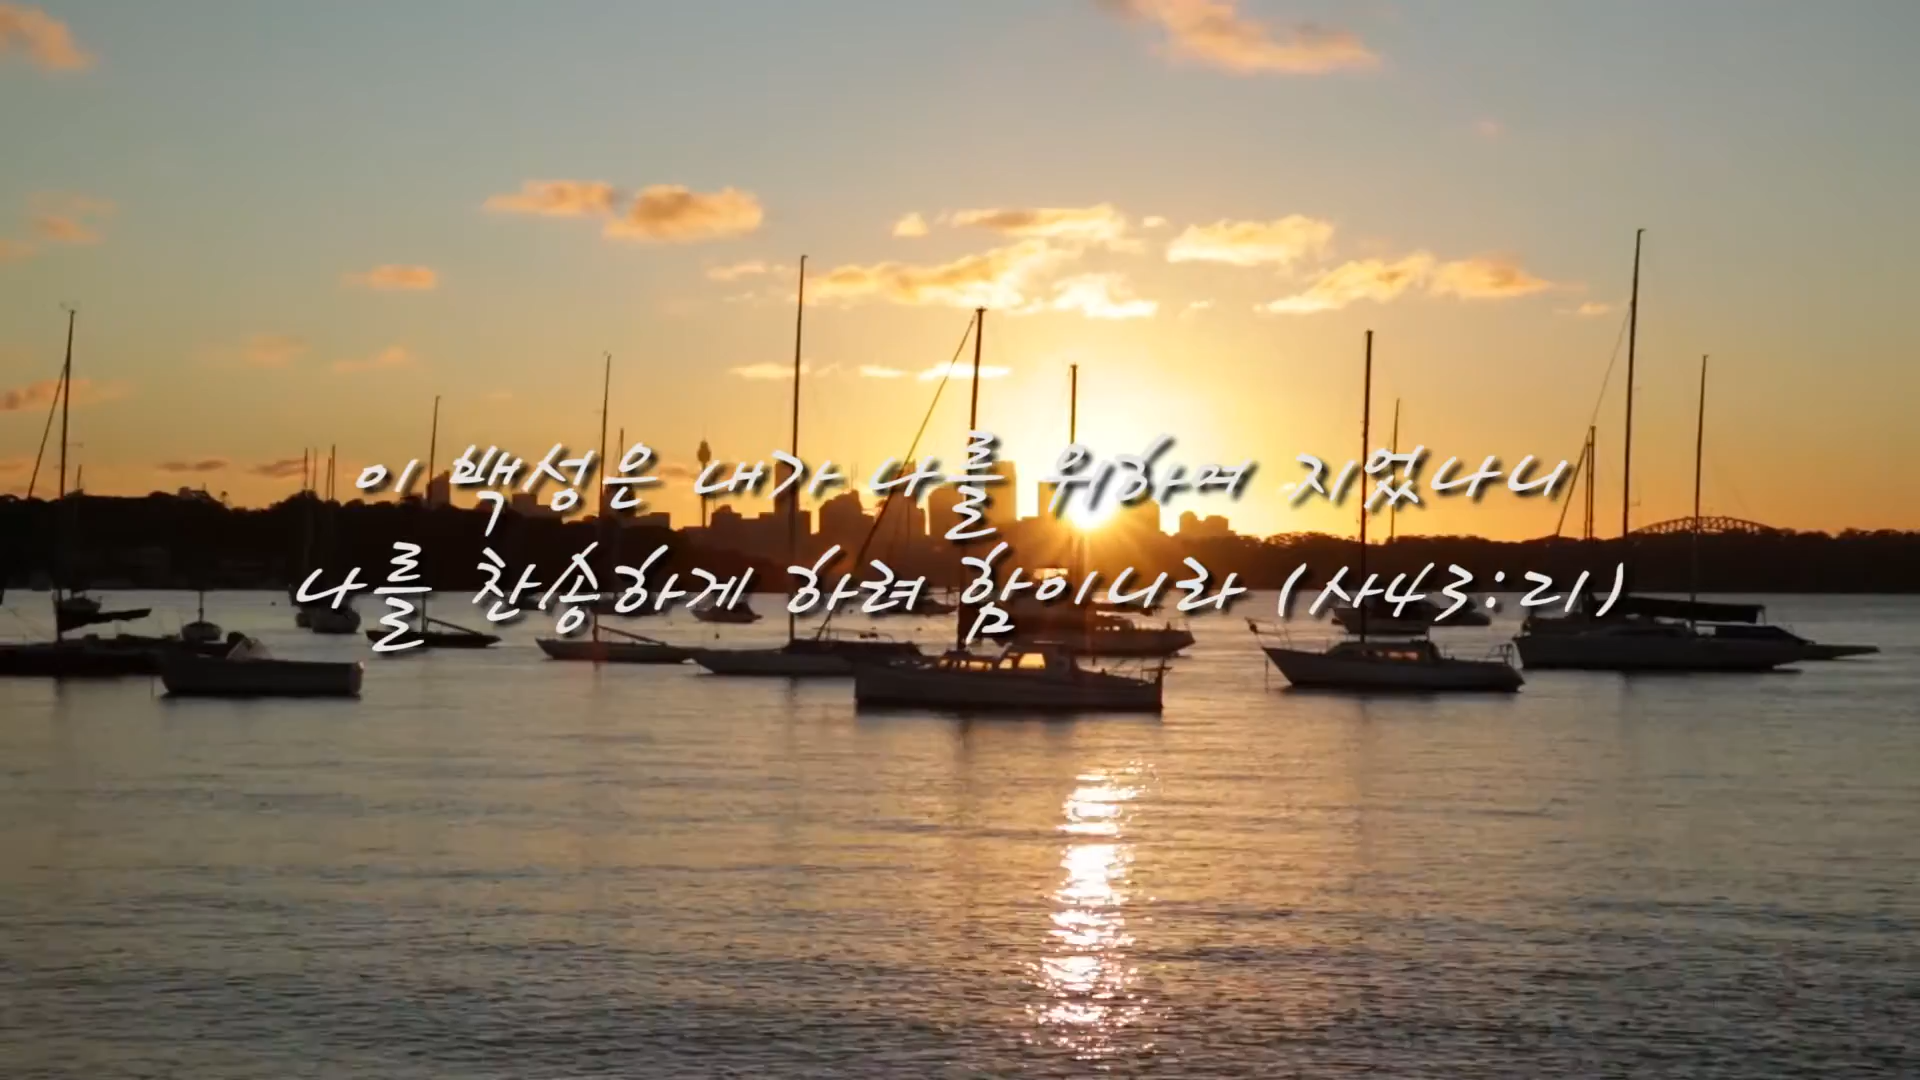 이 백성은 내가 나를 위하여 지었나니
나를 찬송하게 하려 함이니라 (사43:21)